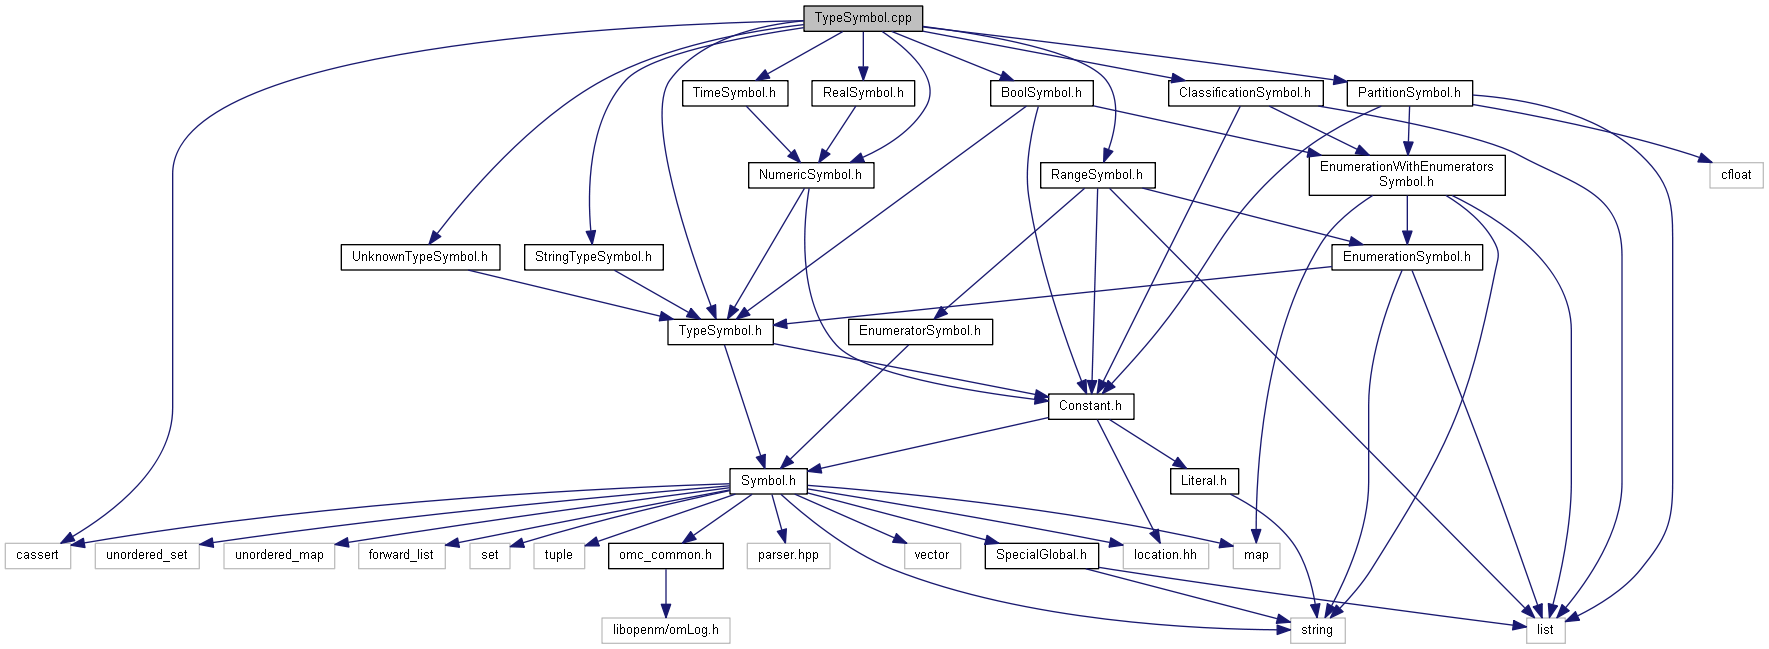 TypeSymbol.cpp
TimeSymbol.h
RealSymbol.h
BoolSymbol.h
ClassificationSymbol.h
PartitionSymbol.h
NumericSymbol.h
RangeSymbol.h
EnumerationWithEnumerators
Symbol.h
cfloat
UnknownTypeSymbol.h
StringTypeSymbol.h
EnumerationSymbol.h
TypeSymbol.h
EnumeratorSymbol.h
Constant.h
Symbol.h
Literal.h
cassert
unordered_set
unordered_map
forward_list
set
tuple
omc_common.h
parser.hpp
vector
SpecialGlobal.h
location.hh
map
libopenm/omLog.h
string
list